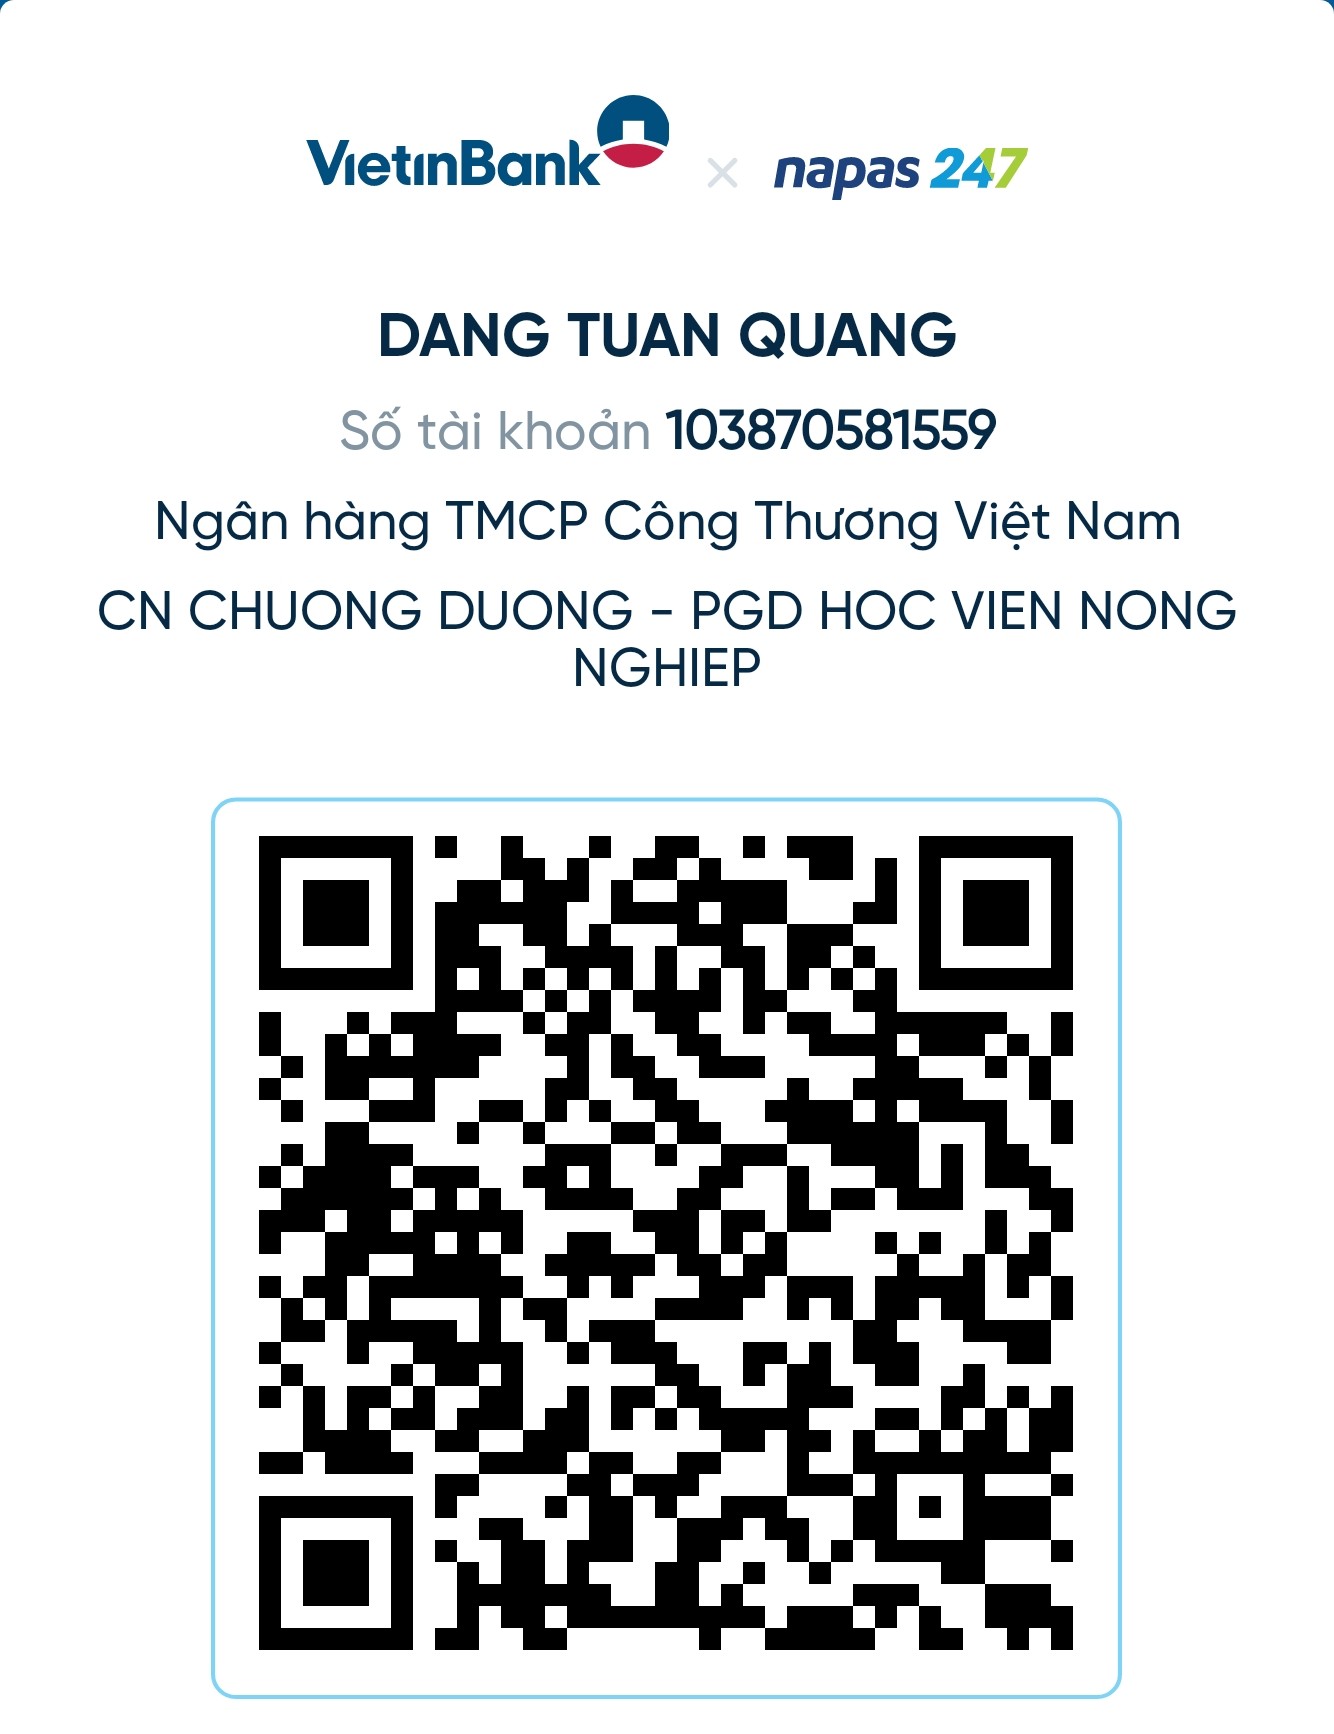 VietinBank × napas 247
DANG TUAN QUANG
Số tài khoản 103870581559
Ngân hàng TMCP Công Thương Việt Nam
CN CHUONG DUONG - PGD HOC VIEN NONG
NGHIEP